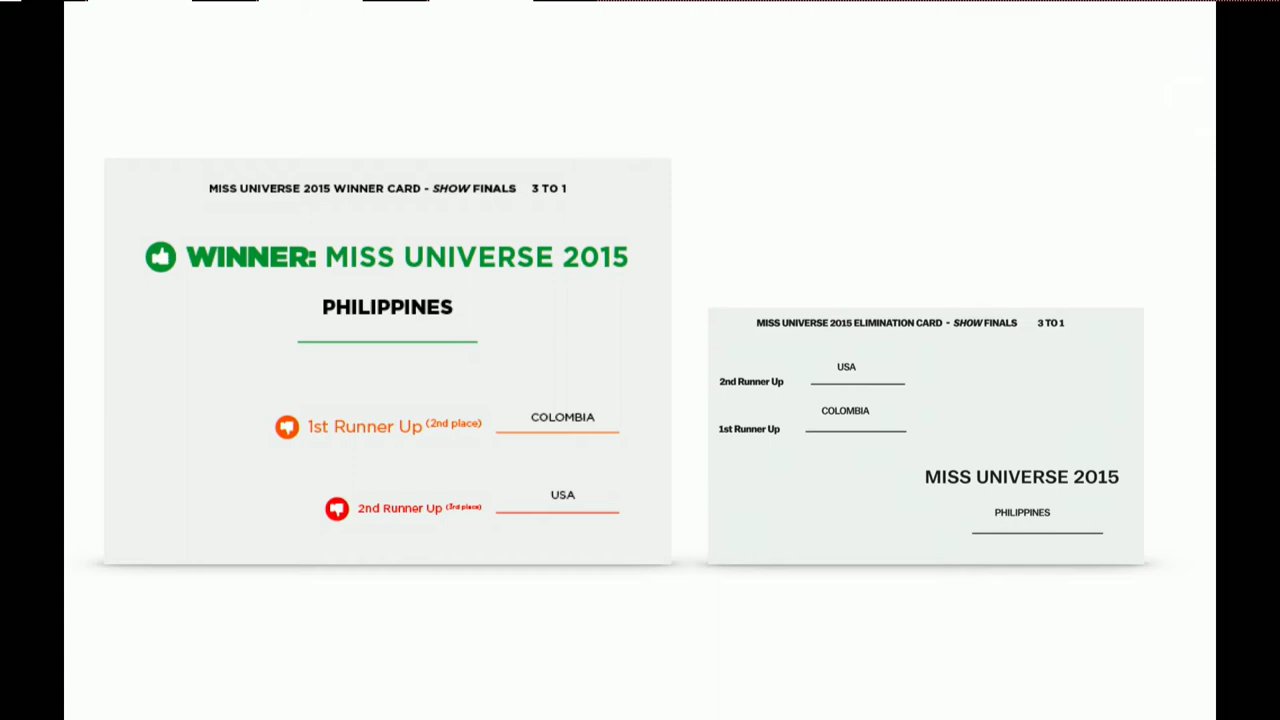 MISS UNIVERSE 2015 WINNER CARD - SHOW FINALS 3 TO 1
WINNER: MISS UNIVERSE 2015
PHILIPPINES
1st Runner Up (2nd place) COLOMBIA
2nd Runner Up (3rd place) USA
MISS UNIVERSE 2015 ELIMINATION CARD - SHOW FINALS 3 TO 1
2nd Runner Up USA
1st Runner Up COLOMBIA
MISS UNIVERSE 2015
PHILIPPINES